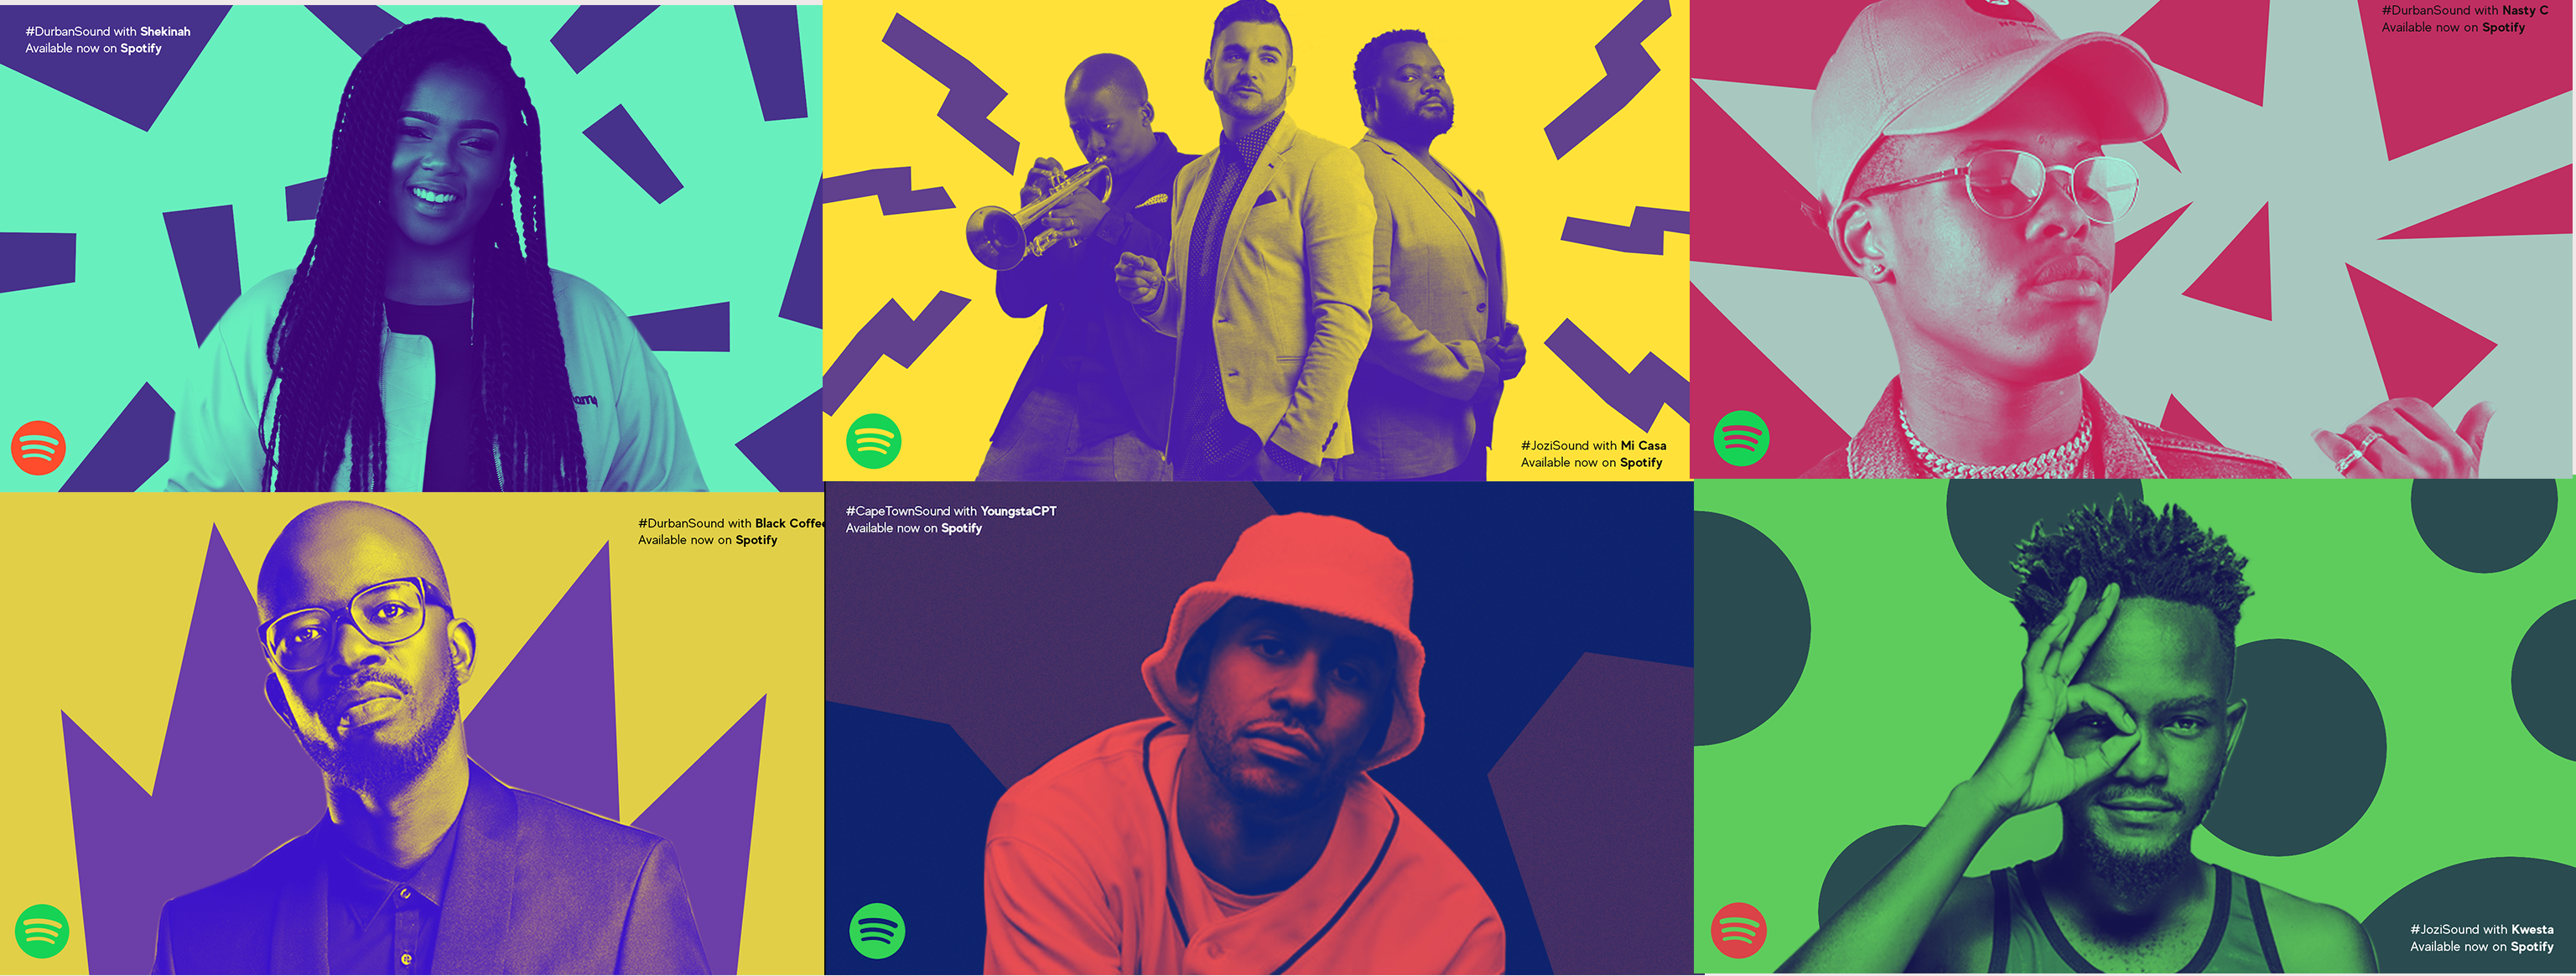 #DurbanSound with Shekinah
Available now on Spotify
#JoziSound with Mi Casa
Available now on Spotify
#DurbanSound with Nasty C
Available now on Spotify
#DurbanSound with Black Coffee
Available now on Spotify
#CapeTownSound with YoungstaCPT
Available now on Spotify
#JoziSound with Kwesta
Available now on Spotify